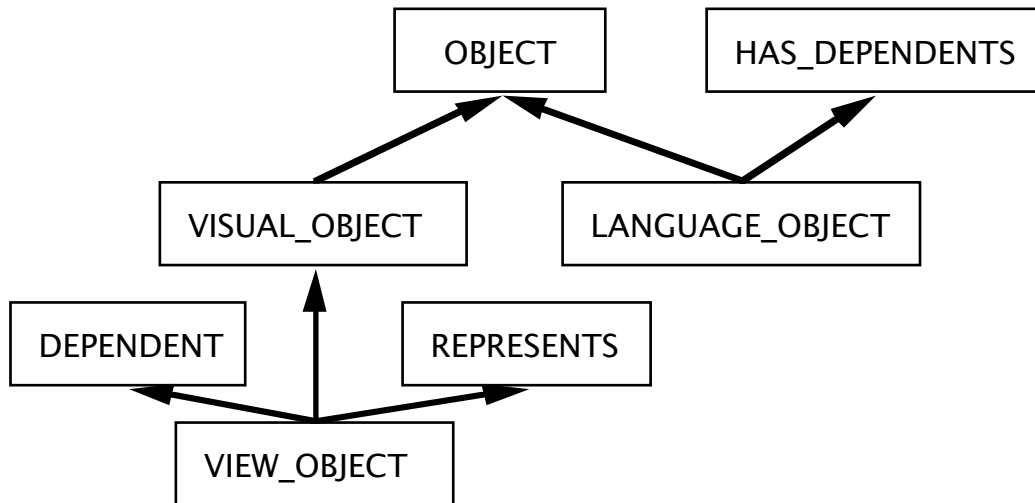 OBJECT
HAS_DEPENDENTS
VISUAL_OBJECT
LANGUAGE_OBJECT
DEPENDENT
REPRESENTS
VIEW_OBJECT